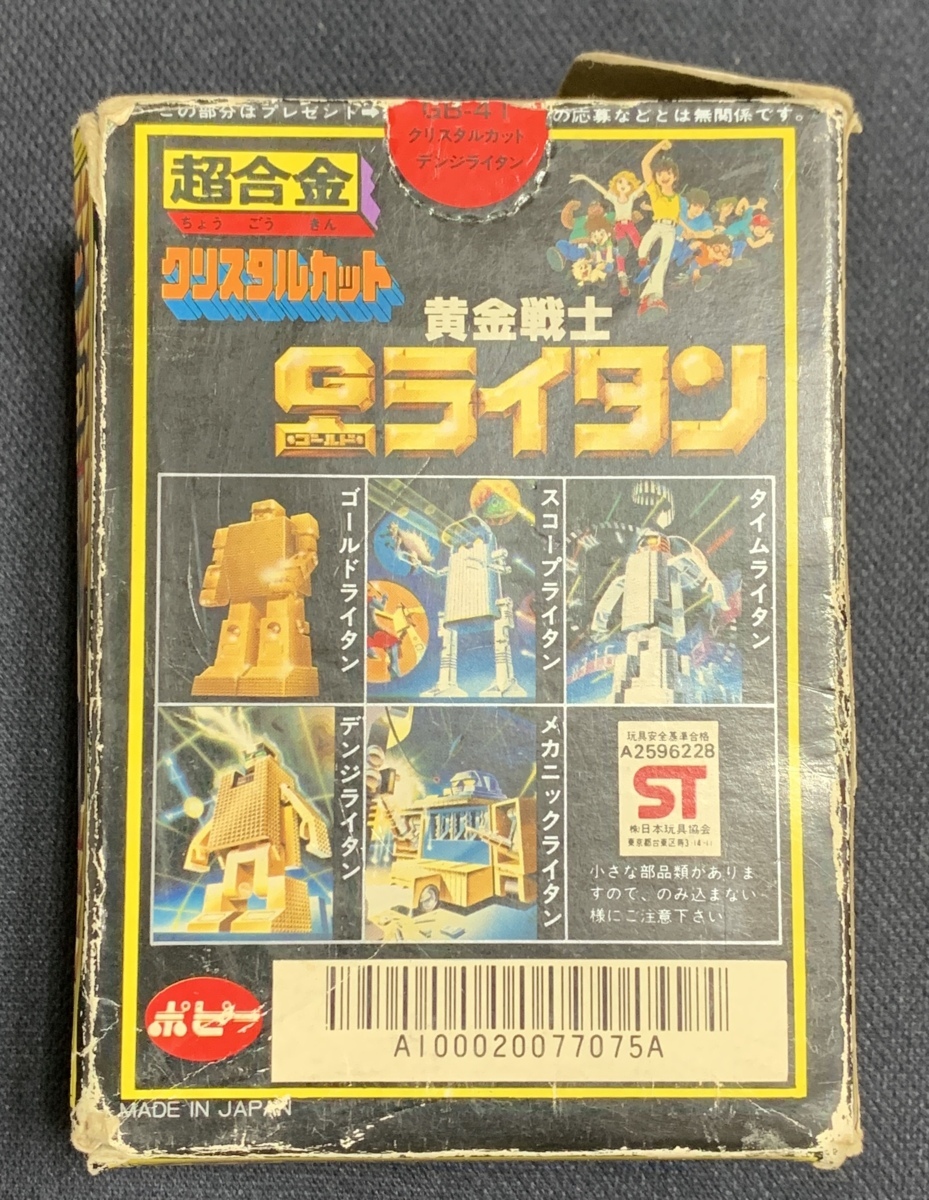 この部分はプレゼント➡の応募などとは無関係です。
GB-41
クリスタルカット
デンジライタン
超合金
ちょうごうきん
クリスタルカット
黄金戦士
Gライタン
ゴールド
ゴールドライタン
スコープライタン
タイムライタン
デンジライタン
メカニックライタン
玩具安全基準合格
A2596228
ST
㈳日本玩具協会
小さな部品類がありま
すので、のみ込まない
様にご注意下さい
ポピー
A100020077075A
MADE IN JAPAN